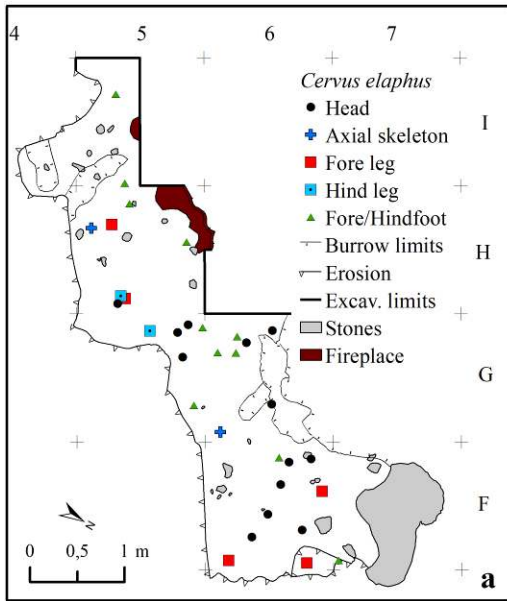 4 5 6 7
Cervus elaphus
Head
Axial skeleton
Fore leg
Hind leg
Fore/Hindfoot
Burrow limits
Erosion
Excav. limits
Stones
Fireplace
I
H
G
F
N
0 0,5 1 m
a